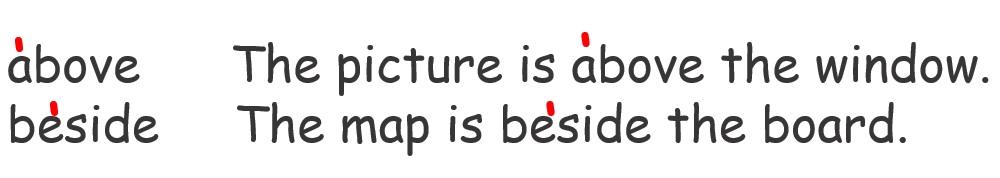 above The picture is above the window.
beside The map is beside the board.